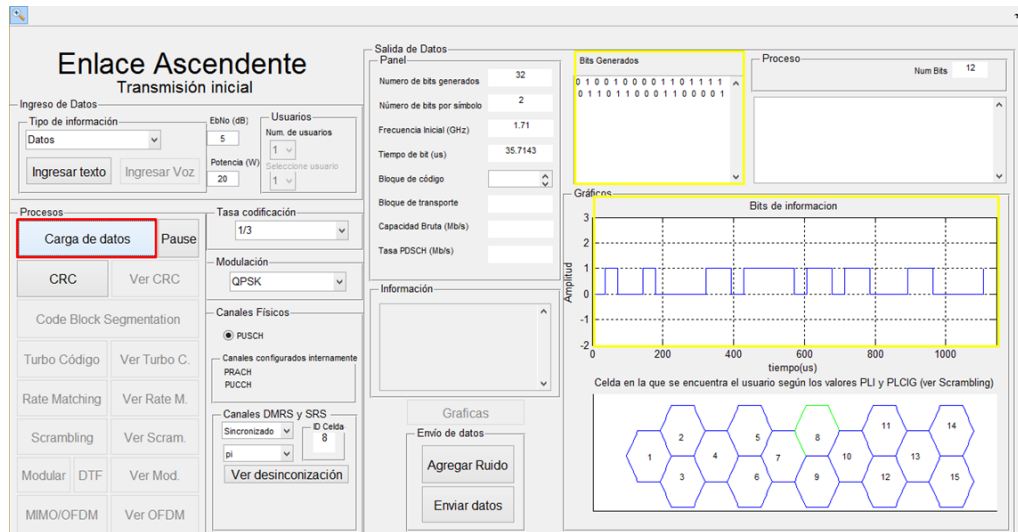 Enlace Ascendente
Transmisión inicial
Ingreso de Datos
Tipo de información
Datos
Ingresar texto
Ingresar Voz
EbNo (dB)
5
Potencia (W)
20
Usuarios
Num. de usuarios
1
Seleccione usuario
1
Procesos
Carga de datos
Pause
CRC
Ver CRC
Code Block Segmentation
Turbo Código
Ver Turbo C.
Rate Matching
Ver Rate M.
Scrambling
Ver Scram.
Modular
DTF
Ver Mod.
MIMO/OFDM
Ver OFDM
Tasa codificación
1/3
Modulación
QPSK
Canales Físicos
PUSCH
Canales configurados internamente
PRACH
PUCCH
Canales DMRS y SRS
Sincronizado
ID Celda
8
pi
Ver desinconización
Salida de Datos
Panel
Numero de bits generados 32
Número de bits por símbolo 2
Frecuencia Inicial (GHz) 1.71
Tiempo de bit (us) 35.7143
Bloque de código
Bloque de transporte
Capacidad Bruta (Mb/s)
Tasa PDSCH (Mb/s)
Información
Graficas
Envío de datos
Agregar Ruido
Enviar datos
Bits Generados
0 1 0 0 1 0 0 0 0 1 1 0 1 1 1 1
0 1 1 0 1 1 0 0 0 1 1 0 0 0 0 1
Proceso
Num Bits 12
Gráficos
Bits de informacion
Amplitud
3
2
1
0
-1
-2
0 200 400 600 800 1000
tiempo(us)
Celda en la que se encuentra el usuario según los valores PLI y PLCIG (ver Scrambling)
1 2 3 4 5 6 7 8 9 10 11 12 13 14 15